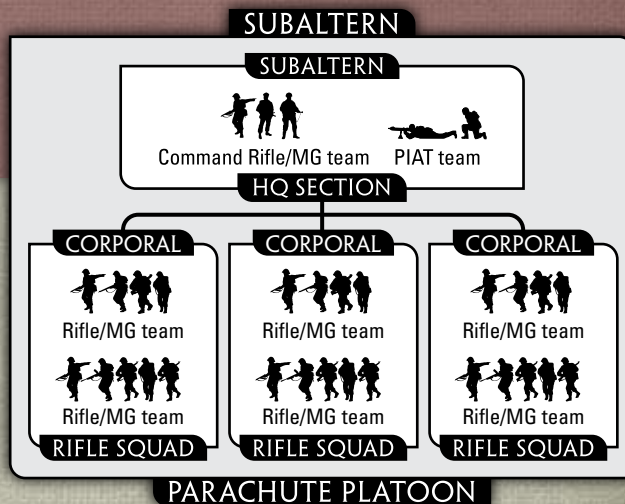 SUBALTERN
SUBALTERN
Command Rifle/MG team PIAT team
HQ SECTION
CORPORAL CORPORAL CORPORAL
Rifle/MG team Rifle/MG team Rifle/MG team
Rifle/MG team Rifle/MG team Rifle/MG team
RIFLE SQUAD RIFLE SQUAD RIFLE SQUAD
PARACHUTE PLATOON